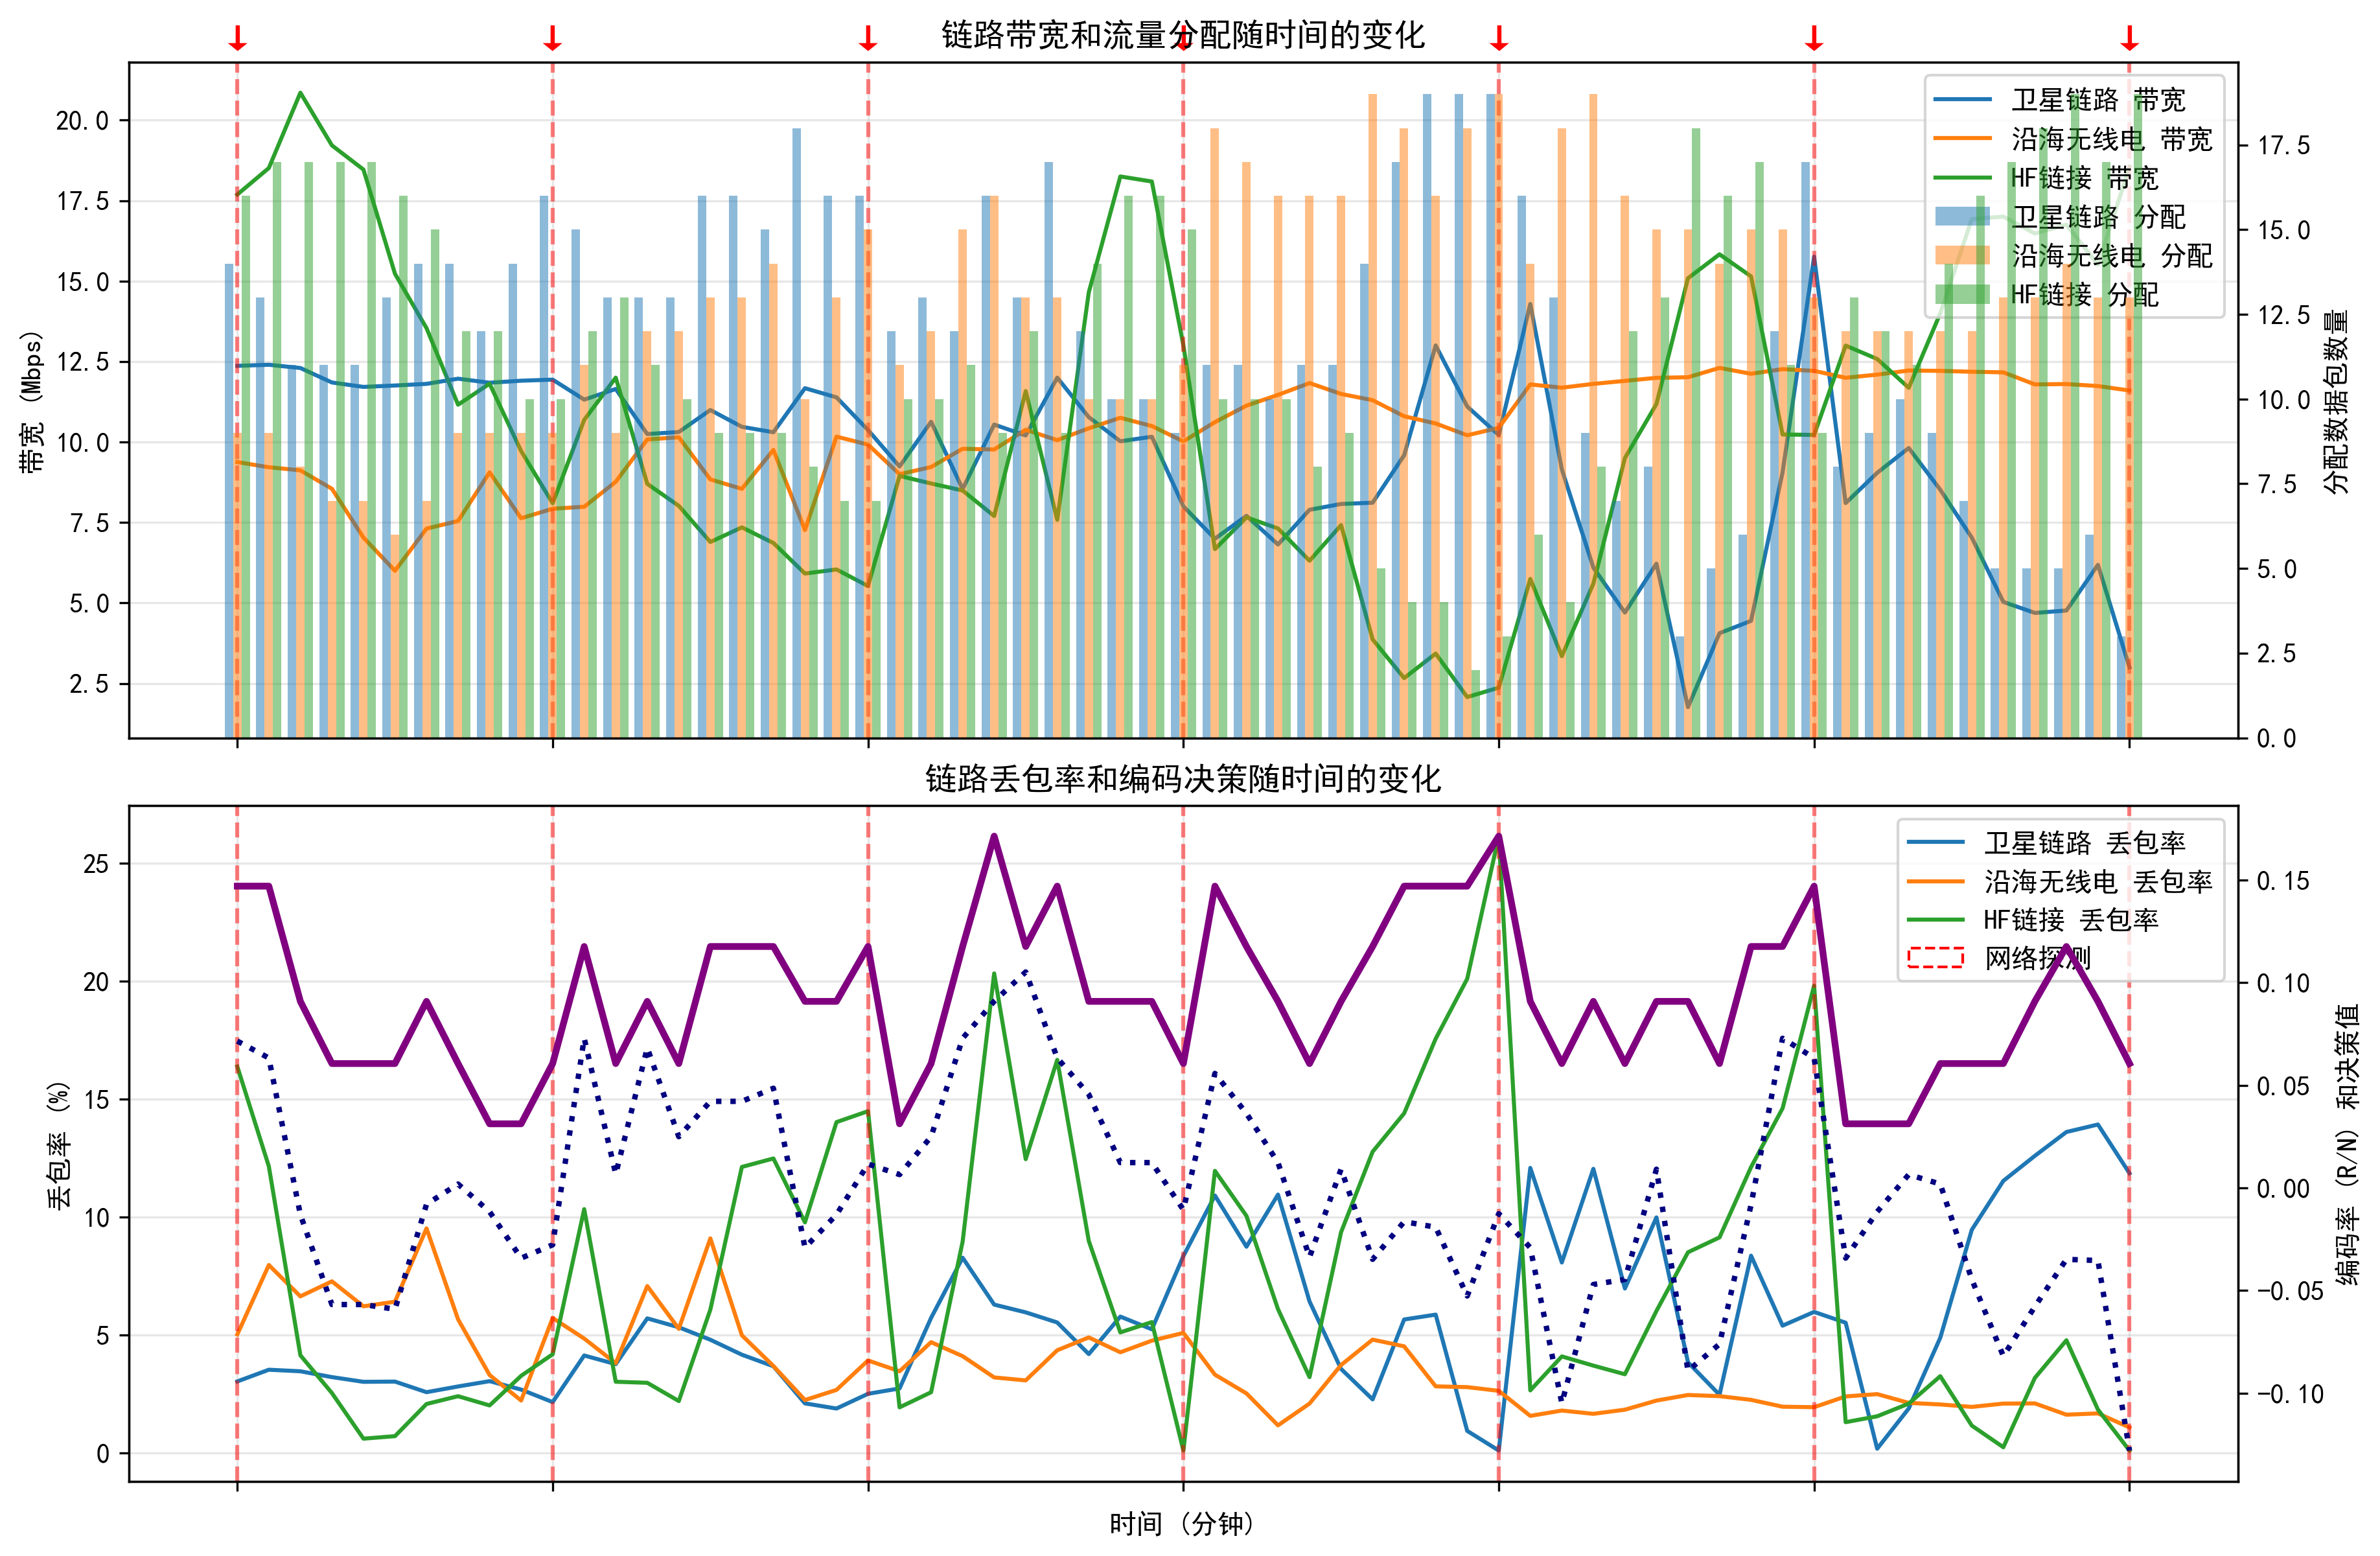 链路带宽和流量分配随时间的变化
带宽 (Mbps)
20.0
17.5
15.0
12.5
10.0
7.5
5.0
2.5
卫星链路 带宽
沿海无线电 带宽
HF链接 带宽
卫星链路 分配
沿海无线电 分配
HF链接 分配
17.5
15.0
12.5
10.0
7.5
5.0
2.5
0.0
分配数据包数量
链路丢包率和编码决策随时间的变化
丢包率 (%)
25
20
15
10
5
0
卫星链路 丢包率
沿海无线电 丢包率
HF链接 丢包率
网络探测
0.15
0.10
0.05
0.00
−0.05
−0.10
编码率 (R/N) 和决策值
时间 (分钟)